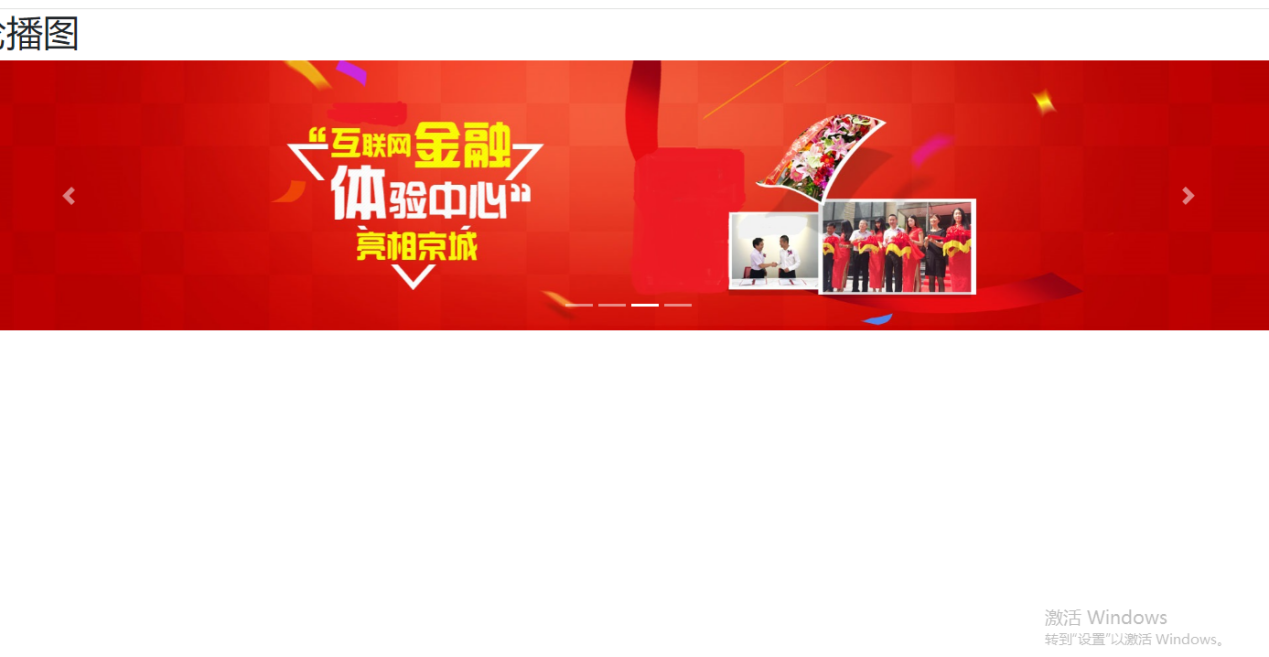 播图
“互联网金融
体验中心”
亮相京城
激活 Windows
转到“设置”以激活 Windows。